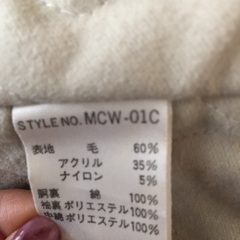 STYLE NO. MCW-01C
表地 毛 60%
アクリル 35%
ナイロン 5%
胴裏 綿 100%
袖裏 ポリエステル 100%
中綿 ポリエステル 100%